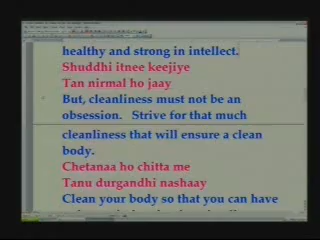 healthy and strong in intellect.
Shuddhi itnee keejiye
Tan nirmal ho jaay
But, cleanliness must not be an
obsession. Strive for that much
cleanliness that will ensure a clean
body.
Chetanaa ho chitta me
Tanu durgandhi nashaay
Clean your body so that you can have